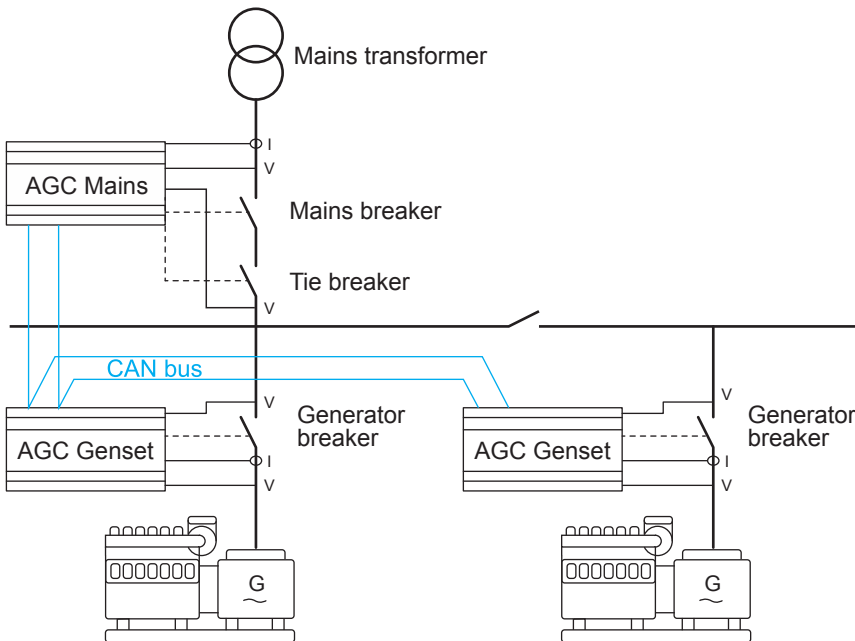 Mains transformer
I
V
AGC Mains
Mains breaker
Tie breaker
V
CAN bus
V
V
Generator
breaker
Generator
breaker
AGC Genset
AGC Genset
I
I
V
V
G
G